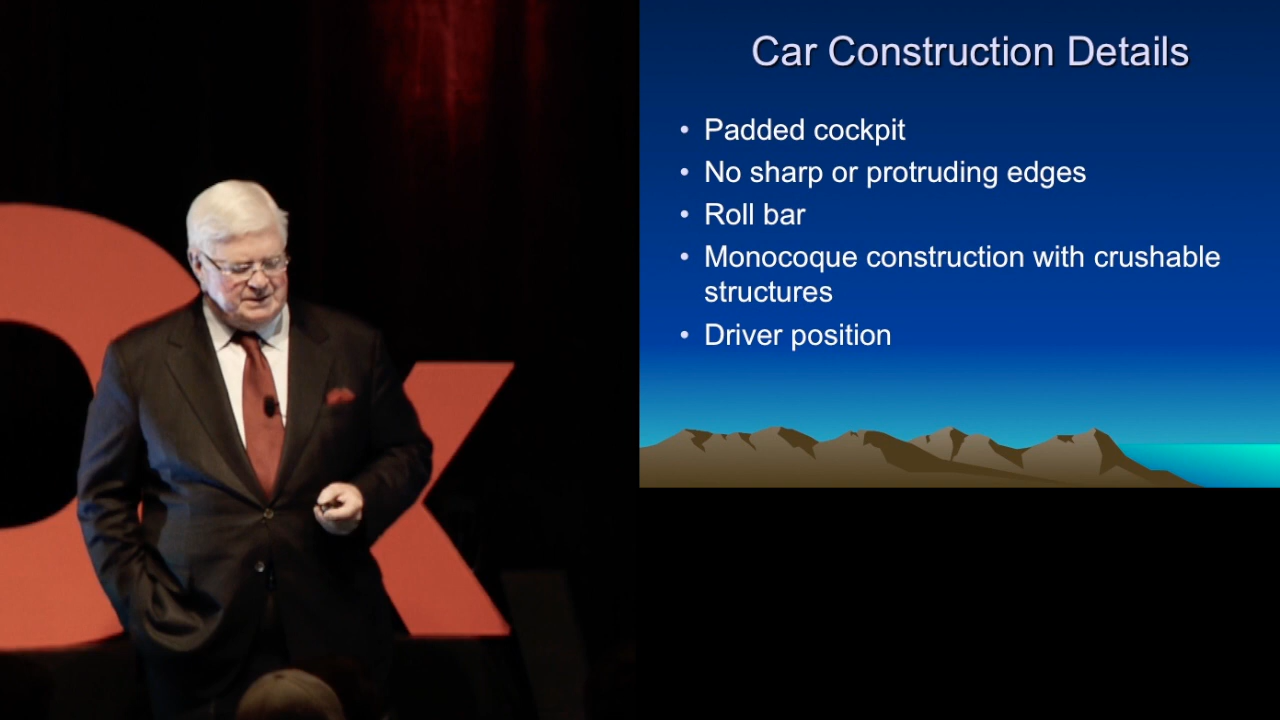 x
Car Construction Details
• Padded cockpit
• No sharp or protruding edges
• Roll bar
• Monocoque construction with crushable
structures
• Driver position